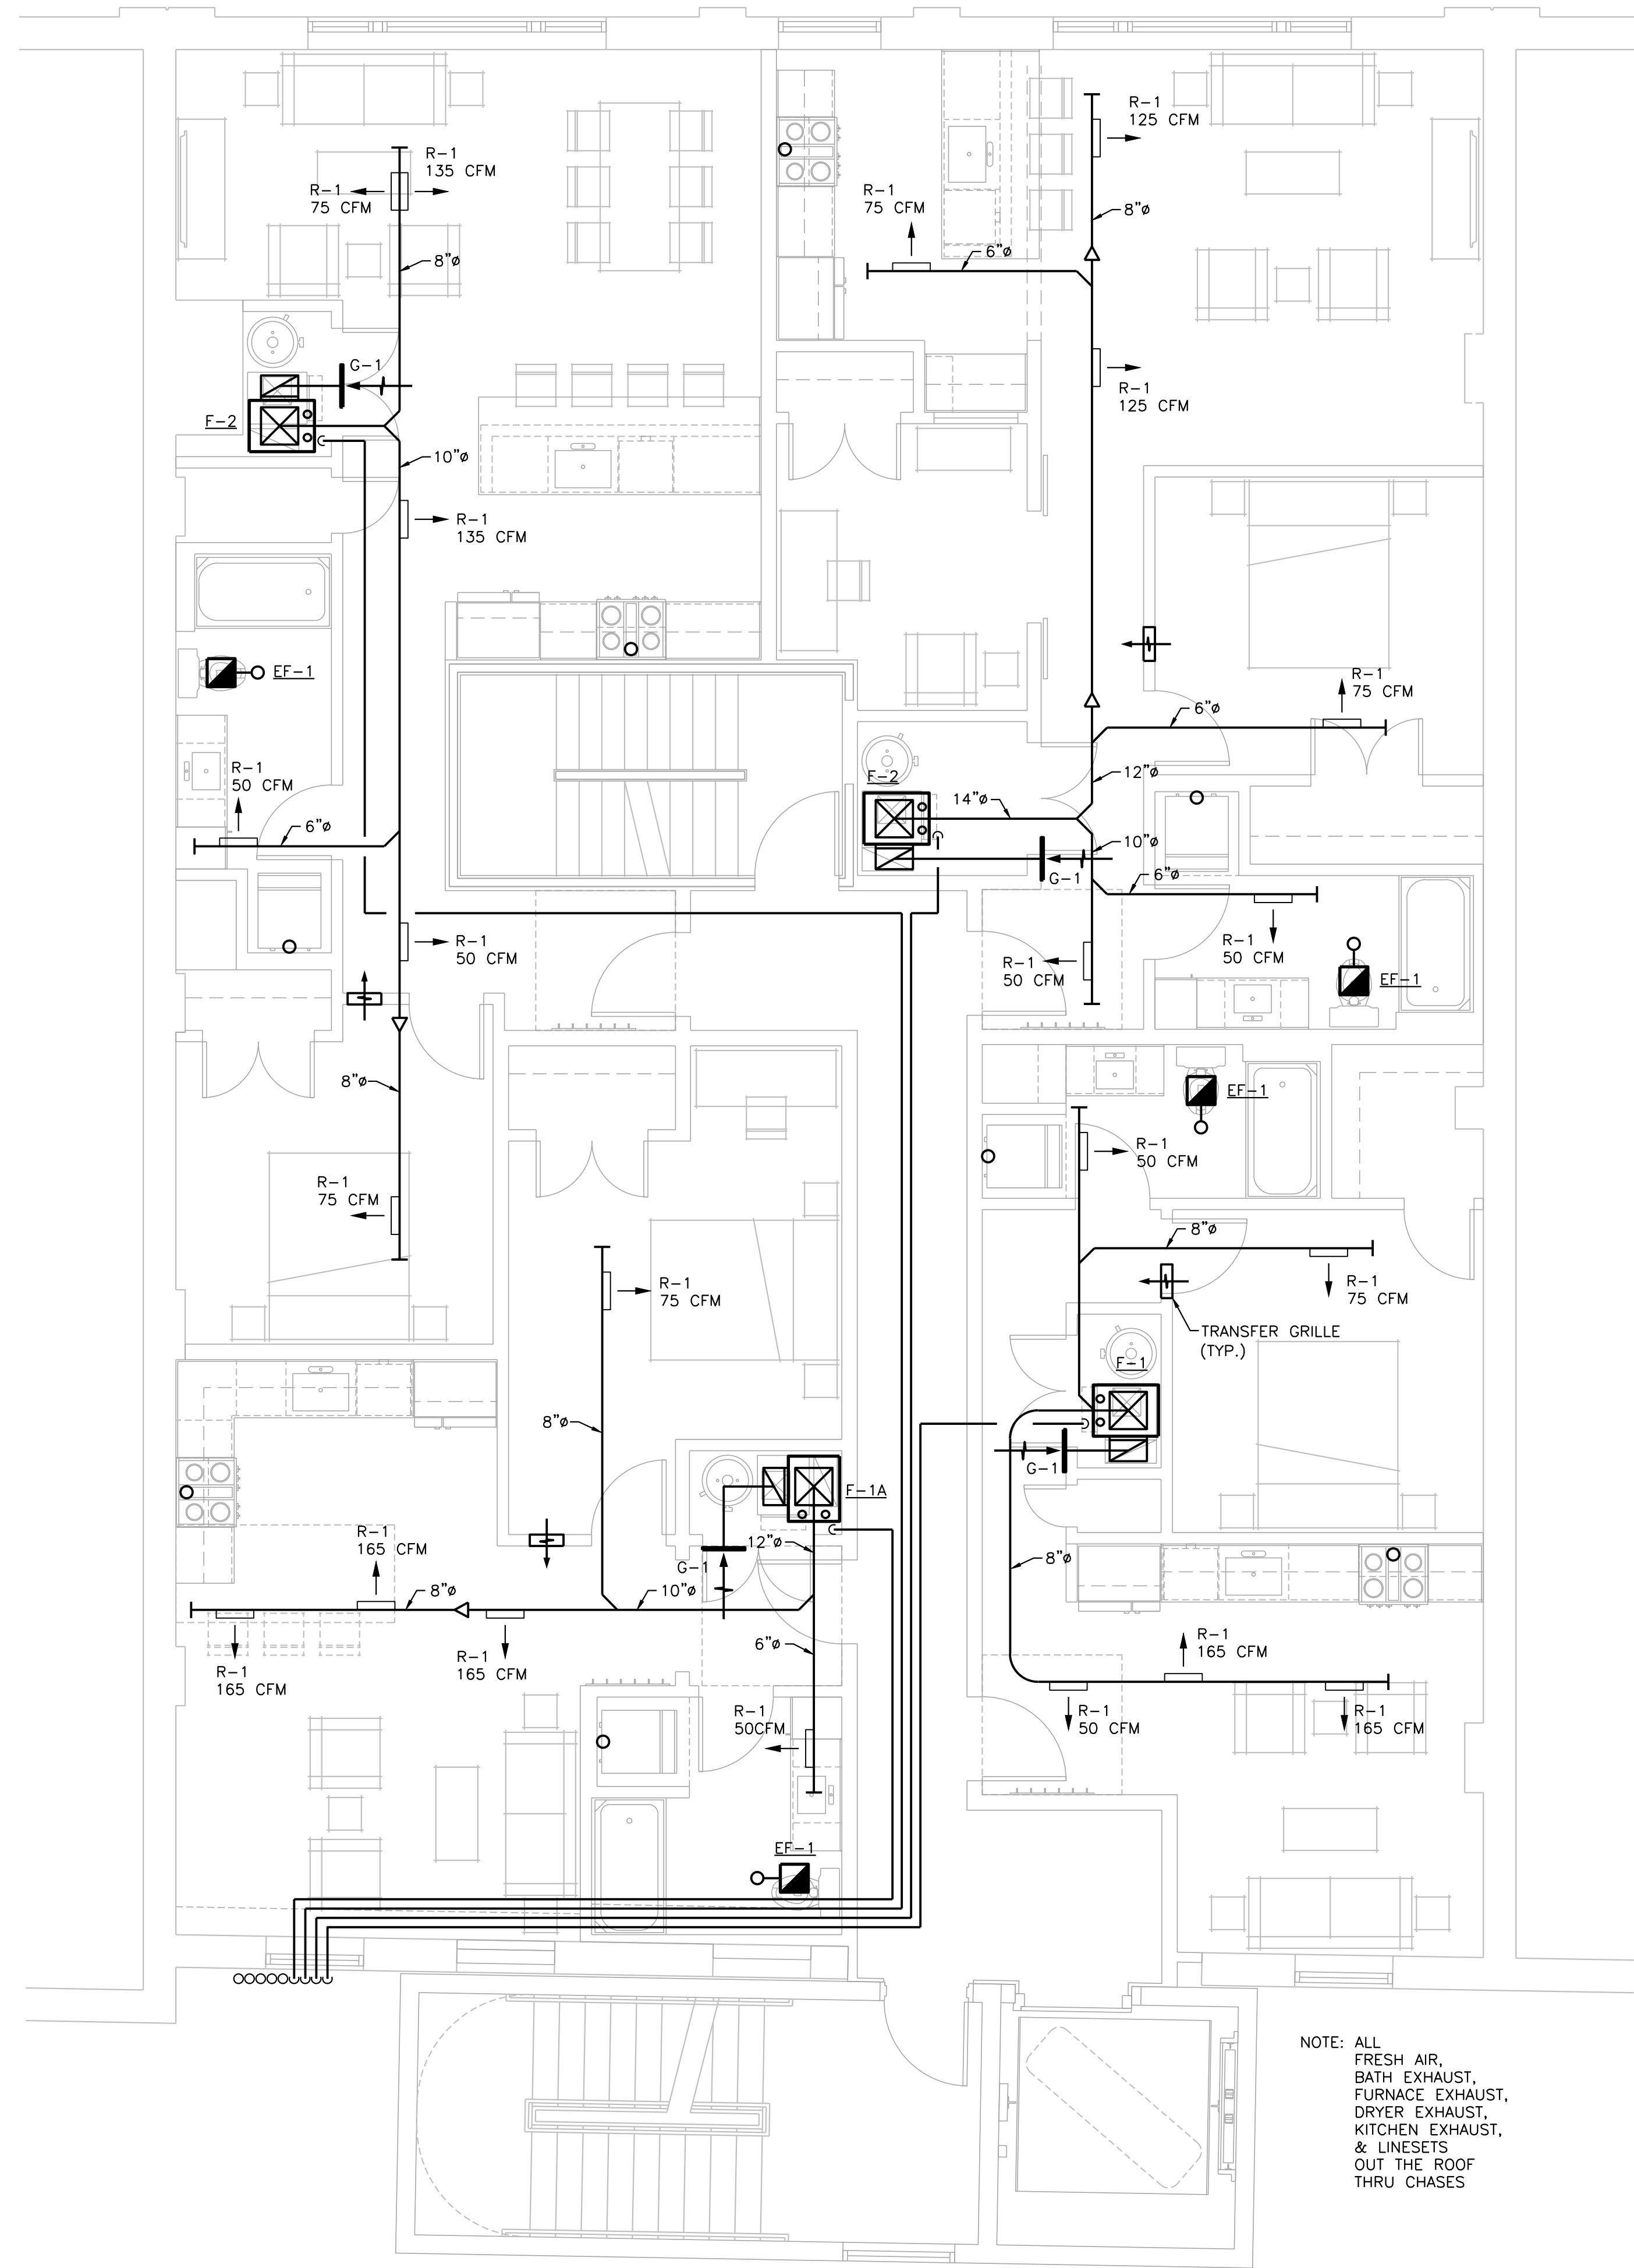 R-1
125 CFM
R-1
135 CFM
R-1
75 CFM
R-1
75 CFM
8"ø
6"ø
8"ø
G-1
R-1
125 CFM
F-2
10"ø
R-1
135 CFM
EF-1
R-1
75 CFM
6"ø
R-1
50 CFM
F-2
12"ø
14"ø
6"ø
10"ø
G-1
6"ø
R-1
50 CFM
R-1
50 CFM
R-1
50 CFM
EF-1
8"ø
EF-1
R-1
50 CFM
R-1
75 CFM
8"ø
R-1
75 CFM
R-1
75 CFM
TRANSFER GRILLE
(TYP.)
F-1
8"ø
G-1
F-1A
R-1
165 CFM
12"ø
G-1
8"ø
8"ø
10"ø
6"ø
R-1
165 CFM
R-1
165 CFM
R-1
165 CFM
R-1
50CFM
R-1
50 CFM
R-1
165 CFM
EF-1
NOTE: ALL
FRESH AIR,
BATH EXHAUST,
FURNACE EXHAUST,
DRYER EXHAUST,
KITCHEN EXHAUST,
& LINESETS
OUT THE ROOF
THRU CHASES